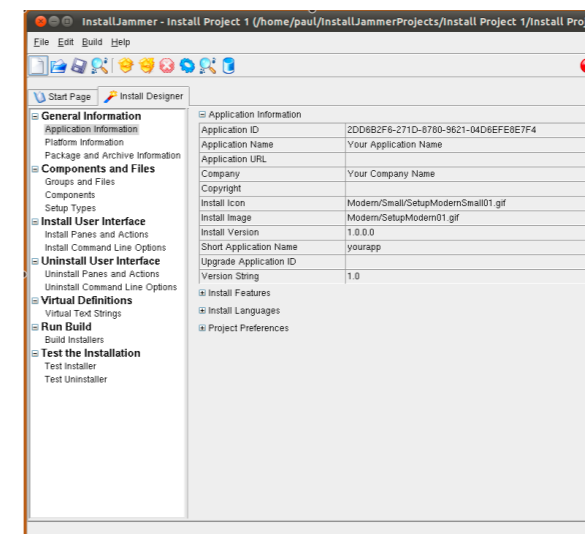 InstallJammer - Install Project 1 (/home/paul/InstallJammerProjects/Install Project 1/Install Proj
File Edit Build Help
Start Page Install Designer
General Information
Application Information
Platform Information
Package and Archive Information
Components and Files
Groups and Files
Components
Setup Types
Install User Interface
Install Panes and Actions
Install Command Line Options
Uninstall User Interface
Uninstall Panes and Actions
Uninstall Command Line Options
Virtual Definitions
Virtual Text Strings
Run Build
Build Installers
Test the Installation
Test Installer
Test Uninstaller
Application Information
Application ID 2DD6B2F6-271D-8780-9621-04D6EFE8E7F4
Application Name Your Application Name
Application URL
Company Your Company Name
Copyright
Install Icon Modern/Small/SetupModernSmall01.gif
Install Image Modern/SetupModern01.gif
Install Version 1.0.0.0
Short Application Name yourapp
Upgrade Application ID
Version String 1.0
Install Features
Install Languages
Project Preferences